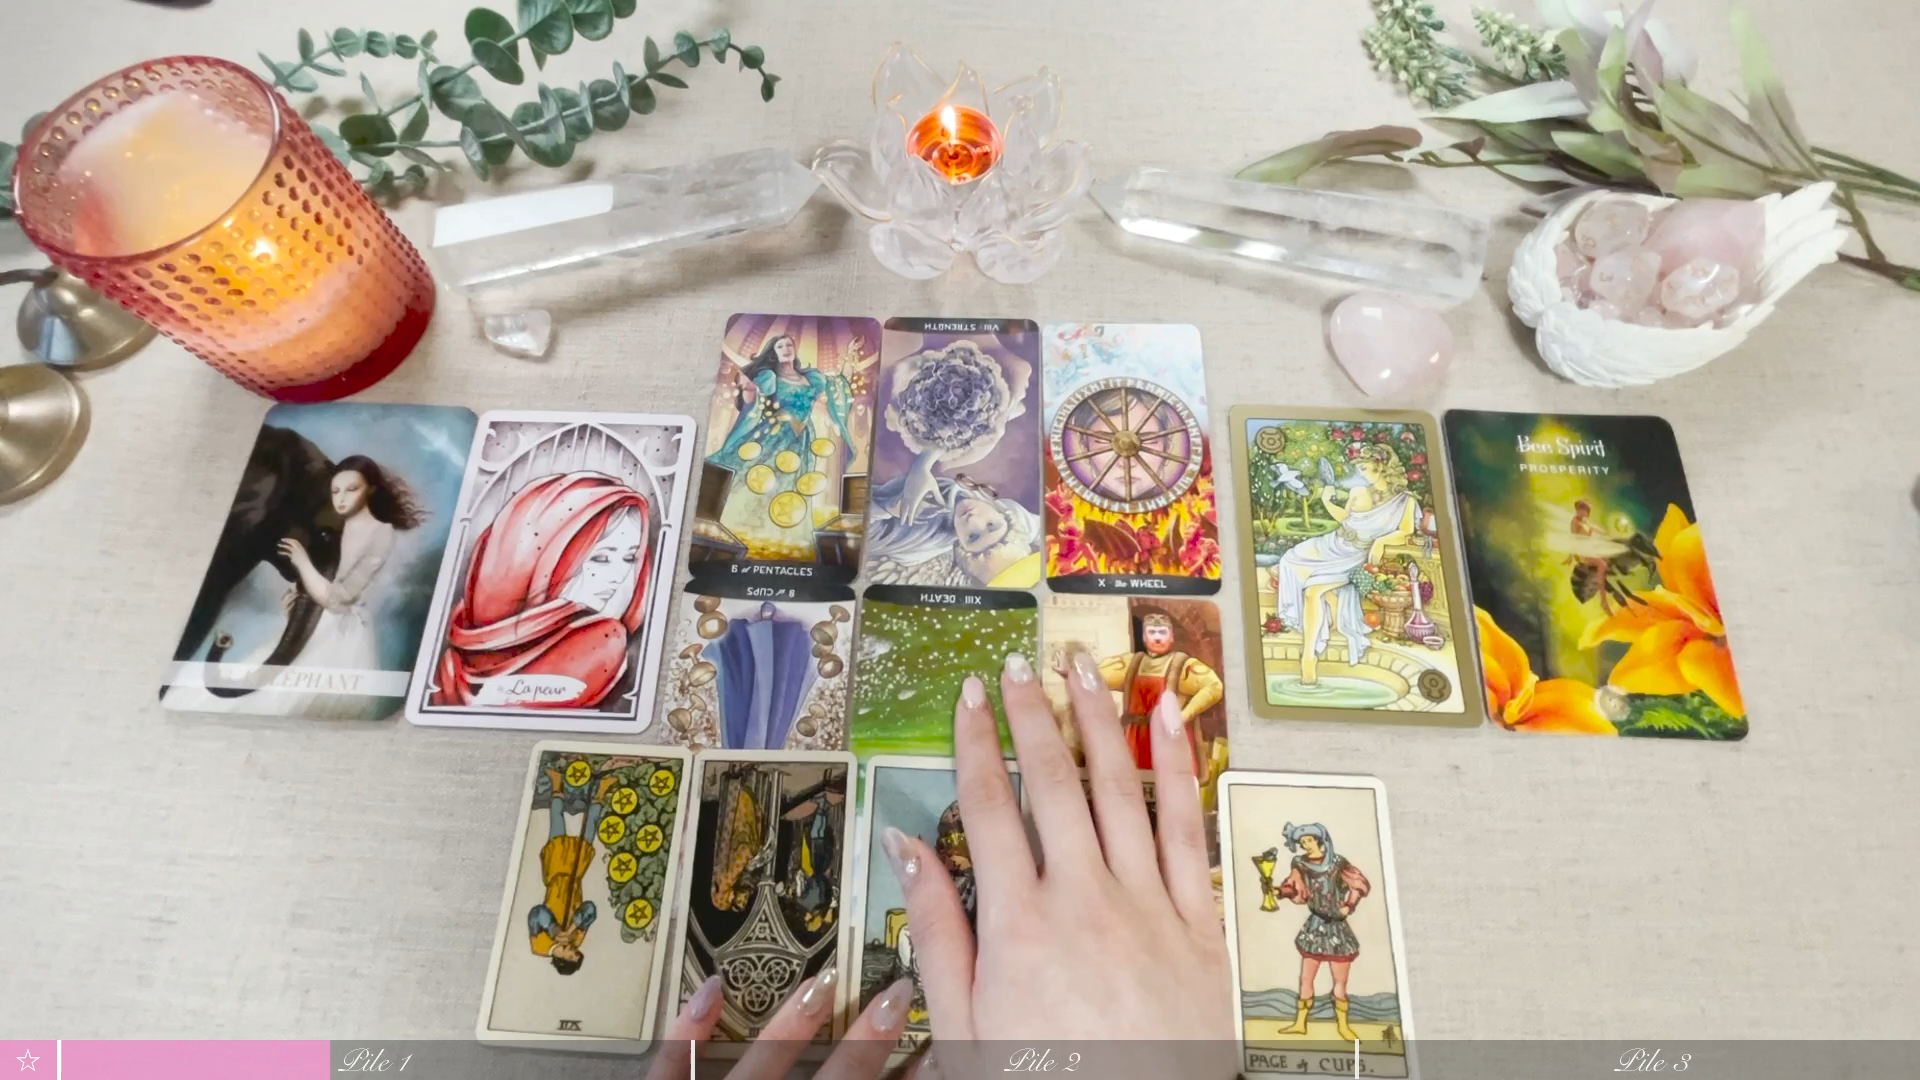 VIII · STRENGTH
Bee Spirit
PROSPERITY
6 of PENTACLES
X · the WHEEL
8 of CUPS
XIII · DEATH
EPHANT
La peur
VII
PAGE of CUPS.
☆
Pile 1
Pile 2
Pile 3